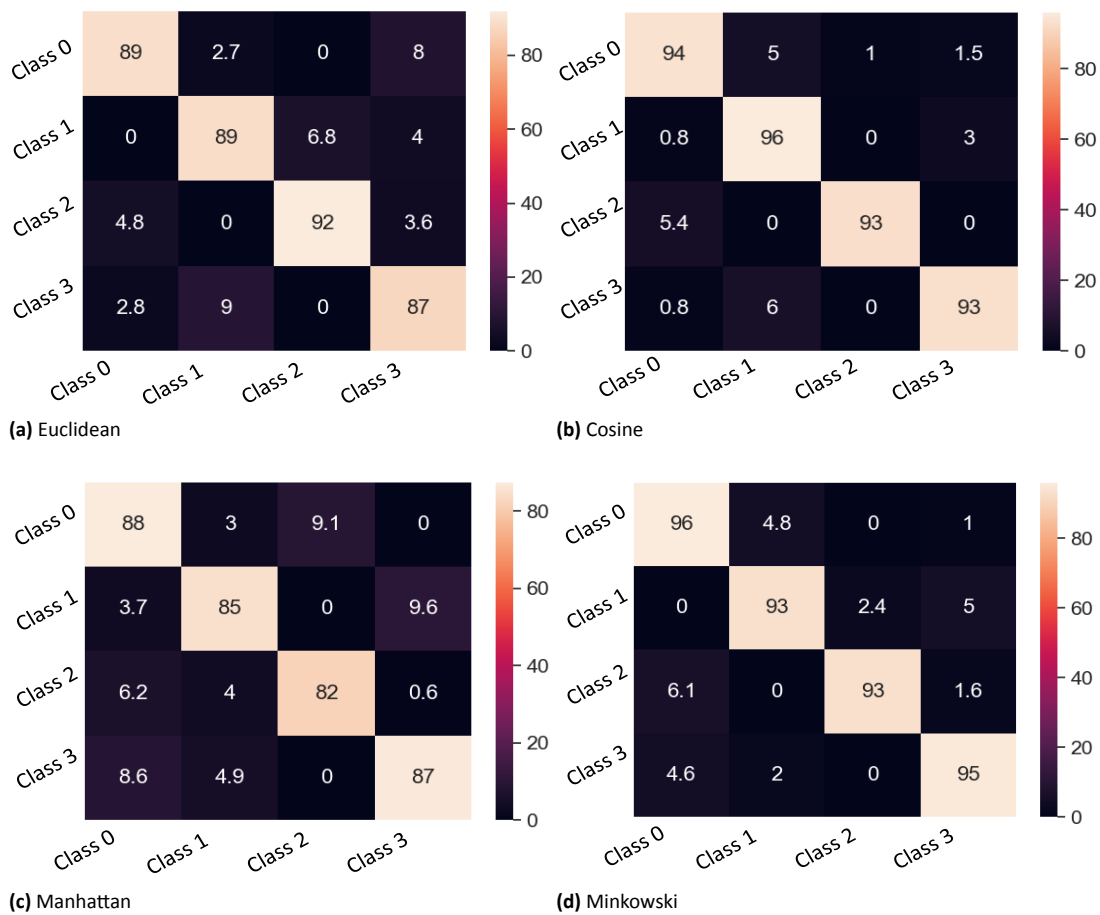 Class 0 89 2.7 0 8 80
Class 1 0 89 6.8 4 60
Class 2 4.8 0 92 3.6 40
20
Class 3 2.8 9 0 87
0
Class 0 Class 1 Class 2 Class 3
(a) Euclidean
Class 0 94 5 1 1.5 80
Class 1 0.8 96 0 3 60
Class 2 5.4 0 93 0 40
20
Class 3 0.8 6 0 93
0
Class 0 Class 1 Class 2 Class 3
(b) Cosine
Class 0 88 3 9.1 0 80
Class 1 3.7 85 0 9.6 60
Class 2 6.2 4 82 0.6 40
20
Class 3 8.6 4.9 0 87
0
Class 0 Class 1 Class 2 Class 3
(c) Manhattan
Class 0 96 4.8 0 1 80
Class 1 0 93 2.4 5 60
Class 2 6.1 0 93 1.6 40
20
Class 3 4.6 2 0 95
0
Class 0 Class 1 Class 2 Class 3
(d) Minkowski